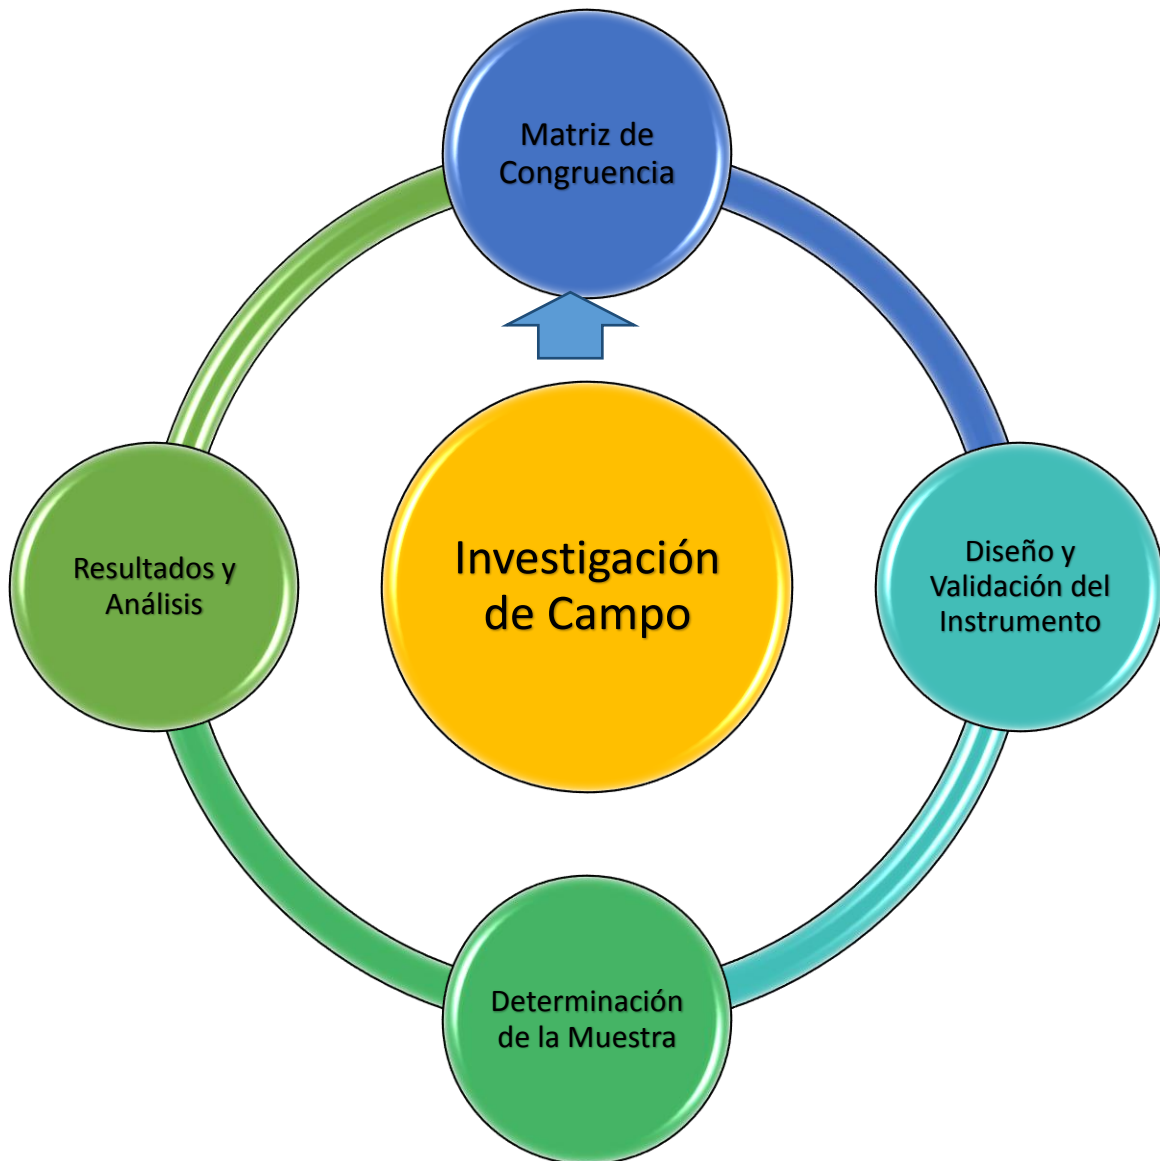 Matriz de
Congruencia
Diseño y
Validación del
Instrumento
Investigación
de Campo
Resultados y
Análisis
Determinación
de la Muestra